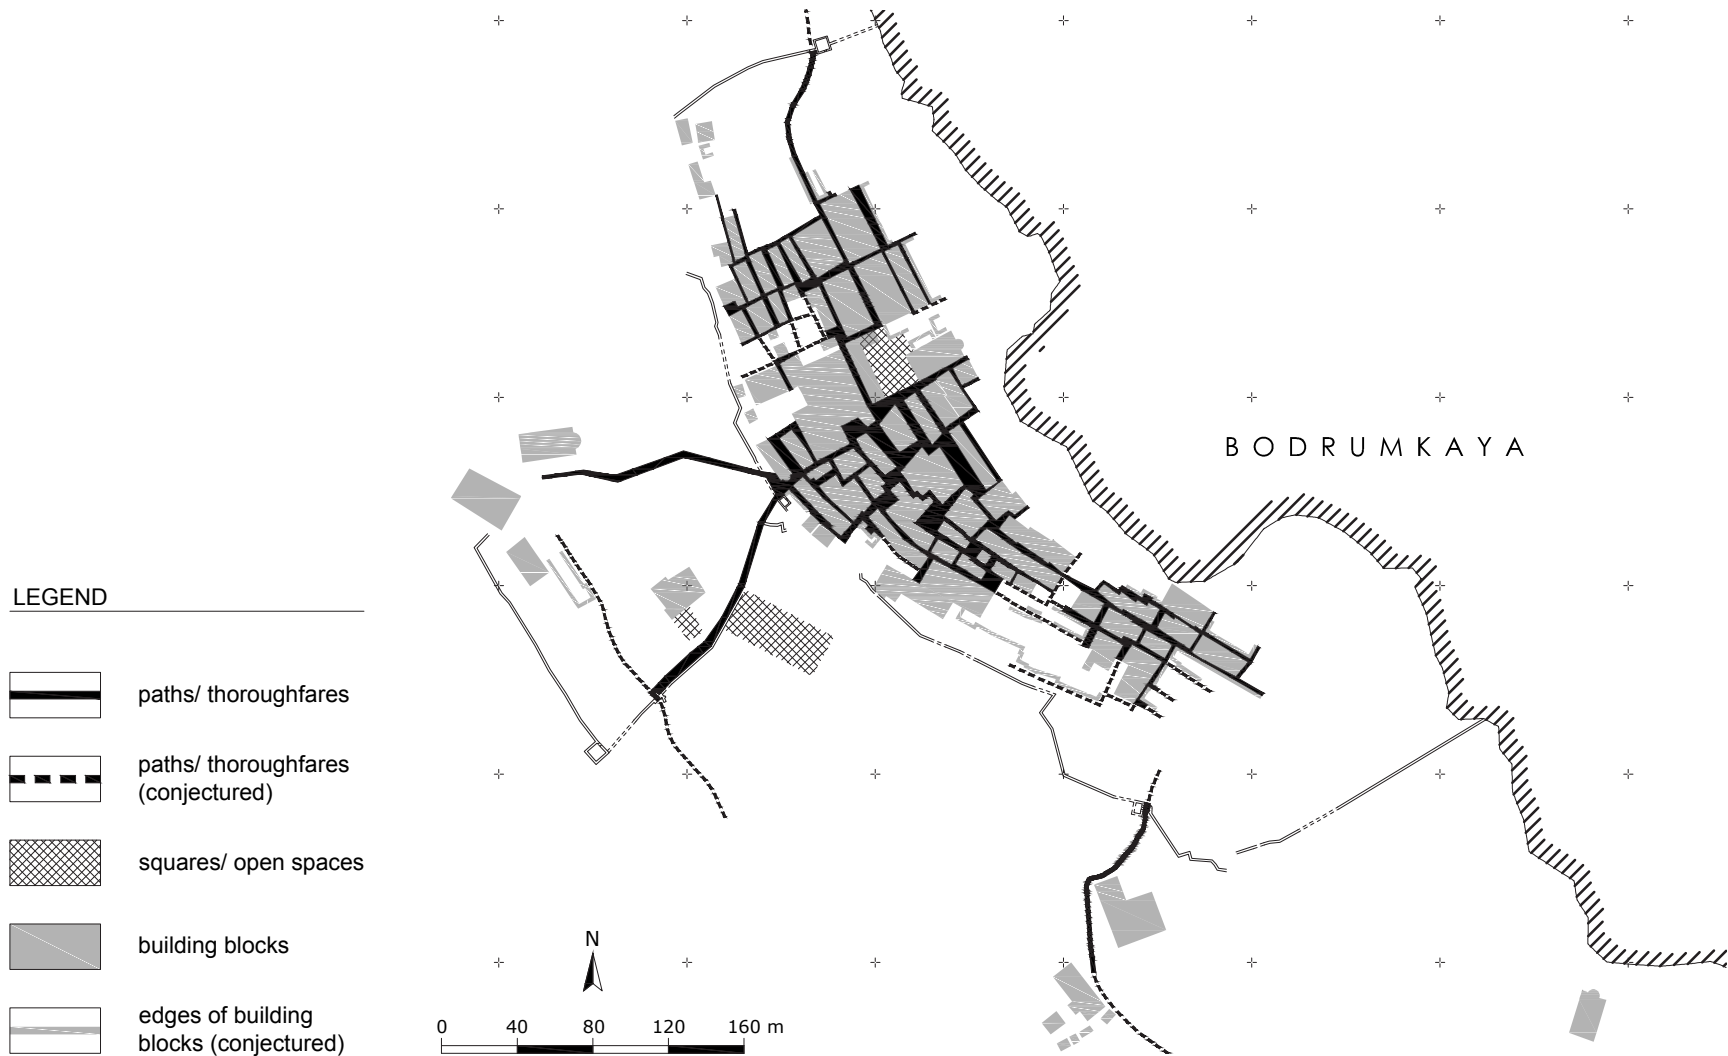 BODRUMKAYA
LEGEND
paths/ thoroughfares
paths/ thoroughfares
(conjectured)
squares/ open spaces
building blocks
edges of building
blocks (conjectured)
N
0 40 80 120 160 m